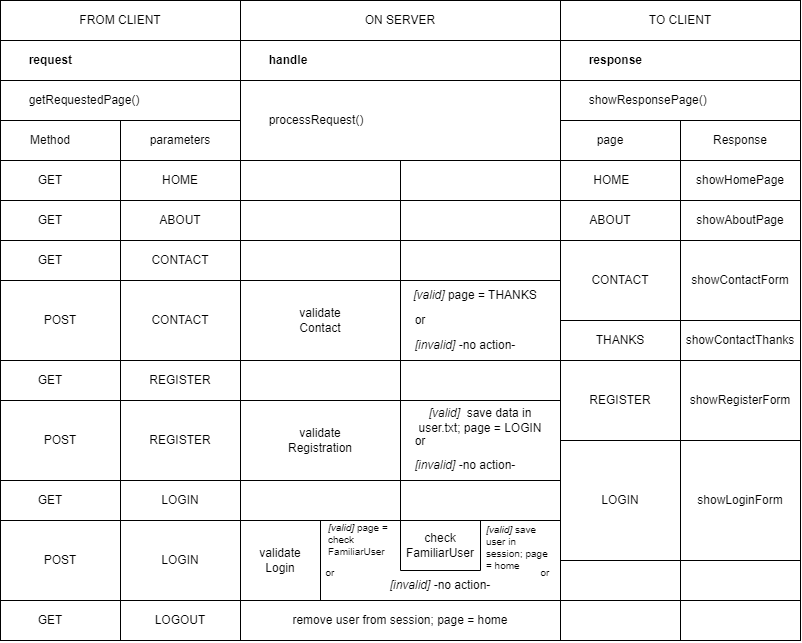 FROM CLIENT
ON SERVER
TO CLIENT
request
handle
response
getRequestedPage()
processRequest()
showResponsePage()
Method
parameters
page
Response
GET
HOME
HOME
showHomePage
GET
ABOUT
ABOUT
showAboutPage
GET
CONTACT
CONTACT
showContactForm
POST
CONTACT
validate
Contact
[valid] page = THANKS
or
[invalid] -no action-
THANKS
showContactThanks
GET
REGISTER
REGISTER
showRegisterForm
POST
REGISTER
validate
Registration
[valid] save data in
user.txt; page = LOGIN
or
[invalid] -no action-
GET
LOGIN
LOGIN
showLoginForm
POST
LOGIN
validate
Login
[valid] page =
check
FamiliarUser
or
check
FamiliarUser
[valid] save
user in
session; page
= home
or
[invalid] -no action-
GET
LOGOUT
remove user from session; page = home